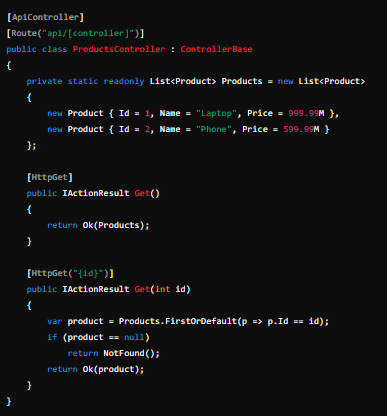 [ApiController]
[Route("api/[controller]")]
public class ProductsController : ControllerBase
{
    private static readonly List<Product> Products = new List<Product>
    {
        new Product { Id = 1, Name = "Laptop", Price = 999.99M },
        new Product { Id = 2, Name = "Phone", Price = 599.99M }
    };

    [HttpGet]
    public IActionResult Get()
    {
        return Ok(Products);
    }

    [HttpGet("{id}")]
    public IActionResult Get(int id)
    {
        var product = Products.FirstOrDefault(p => p.Id == id);
        if (product == null)
            return NotFound();
        return Ok(product);
    }
}